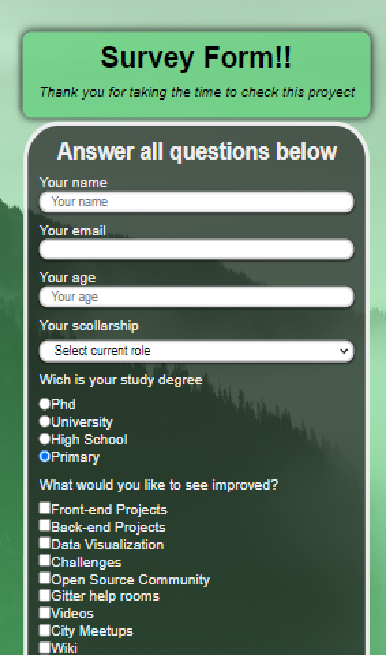 Survey Form!!
Thank you for taking the time to check this proyect
Answer all questions below
Your name
Your name
Your email
Your age
Your age
Your scollarship
Select current role
Wich is your study degree
Phd
University
High School
Primary
What would you like to see improved?
Front-end Projects
Back-end Projects
Data Visualization
Challenges
Open Source Community
Gitter help rooms
Videos
City Meetups
Wiki